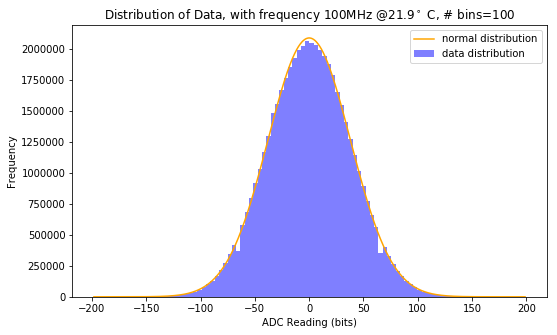 Distribution of Data, with frequency 100MHz @21.9° C, # bins=100
normal distribution
data distribution
Frequency
2000000
1750000
1500000
1250000
1000000
750000
500000
250000
0
−200 −150 −100 −50 0 50 100 150 200
ADC Reading (bits)